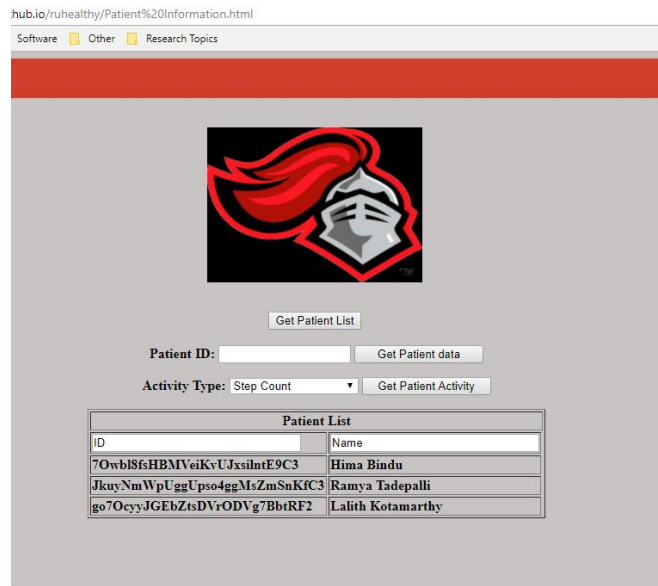 :hub.io/ruhealthy/Patient%20Information.html
Software Other Research Topics
TM
Get Patient List
Patient ID: Get Patient data
Activity Type: Step Count Get Patient Activity
Patient List
ID Name
7Owbl8fsHBMVeiKvUJxsilntE9C3 Hima Bindu
JkuyNmWpUggUpso4ggMsZmSnKfC3 Ramya Tadepalli
go7OcyyJGEbZtsDVrODVg7BbtRF2 Lalith Kotamarthy